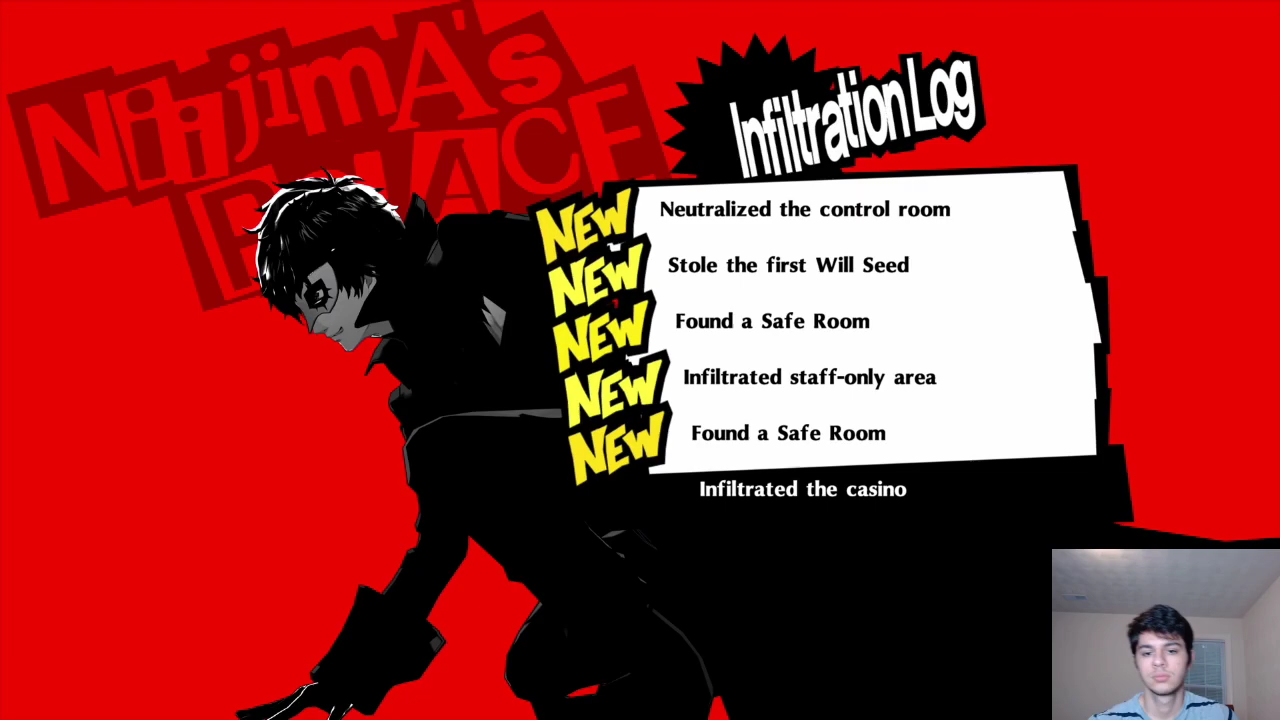 Niijima's
PALACE
Infiltration Log
NEW Neutralized the control room
NEW Stole the first Will Seed
NEW Found a Safe Room
NEW Infiltrated staff-only area
NEW Found a Safe Room
Infiltrated the casino